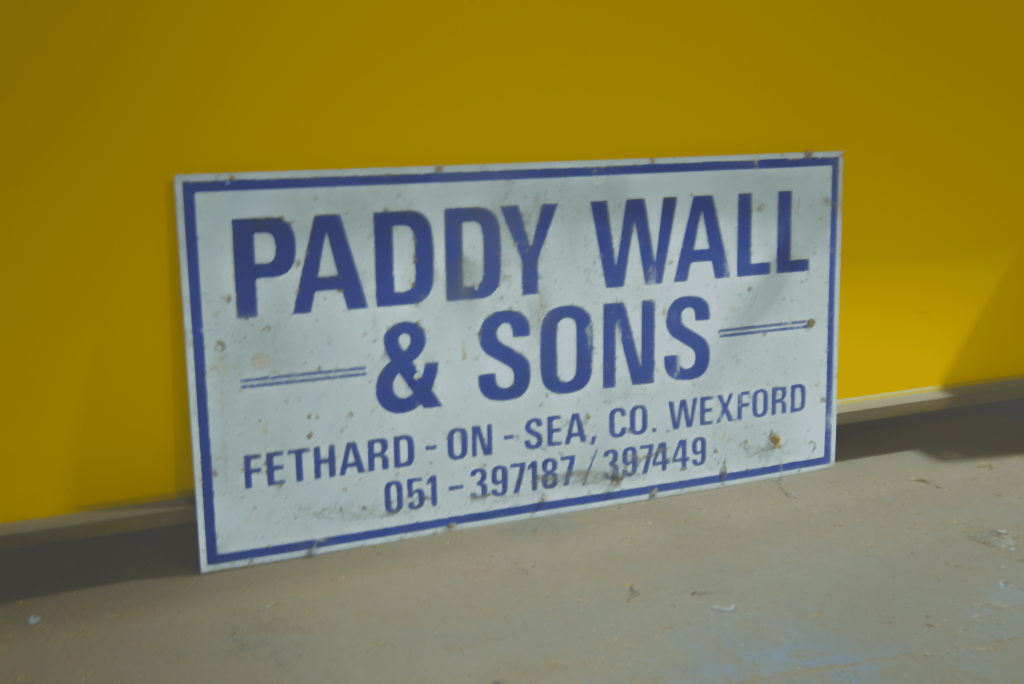 PADDY WALL
& SONS
FETHARD - ON - SEA, CO. WEXFORD
051 - 397187 / 397449